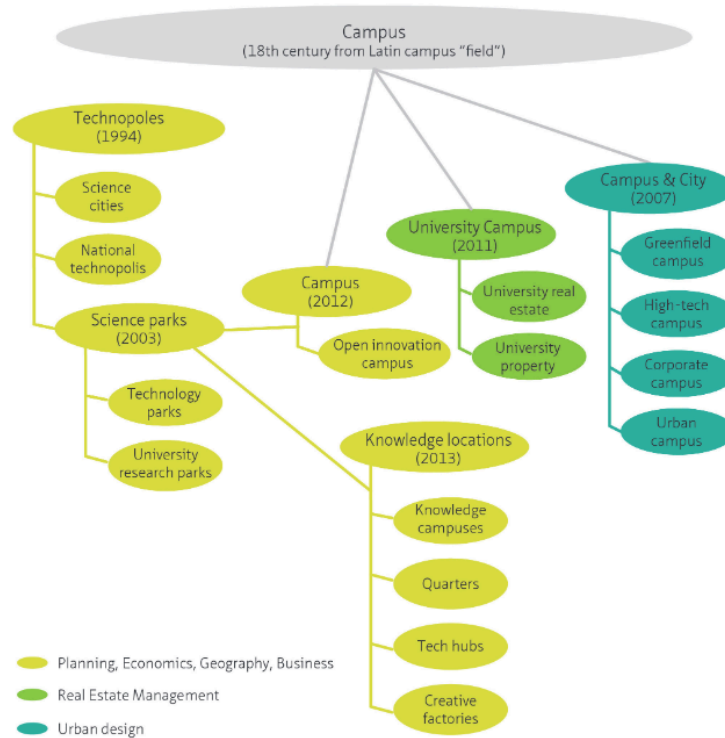 Campus
(18th century from Latin campus “field”)
Technopoles
(1994)
Science
cities
National
technopolis
Science parks
(2003)
Technology
parks
University
research parks
Campus
(2012)
Open innovation
campus
University Campus
(2011)
University real
estate
University
property
Campus & City
(2007)
Greenfield
campus
High-tech
campus
Corporate
campus
Urban
campus
Knowledge locations
(2013)
Knowledge
campuses
Quarters
Tech hubs
Creative
factories
Planning, Economics, Geography, Business
Real Estate Management
Urban design